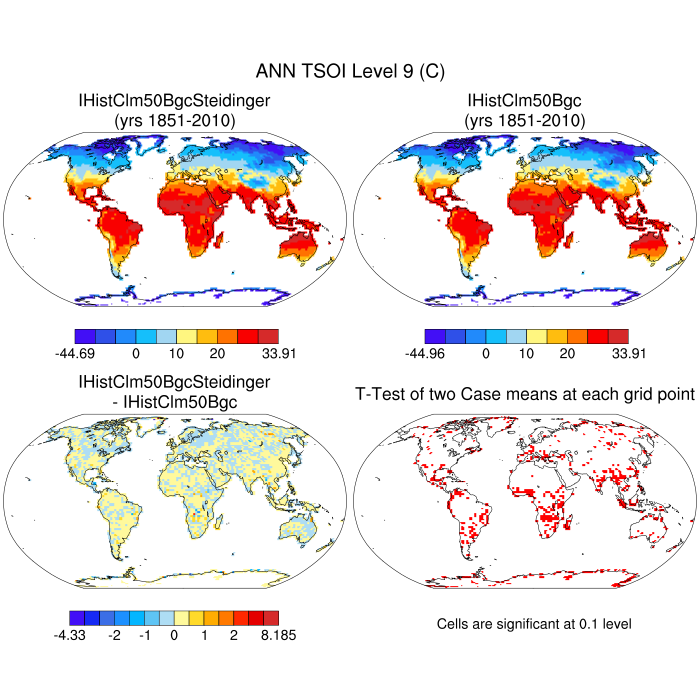 ANN TSOI Level 9 (C)
IHistClm50BgcSteidinger
(yrs 1851-2010)
IHistClm50Bgc
(yrs 1851-2010)
-44.69 0 10 20 33.91
-44.96 0 10 20 33.91
IHistClm50BgcSteidinger
- IHistClm50Bgc
T-Test of two Case means at each grid point
-4.33 -2 -1 0 1 2 8.185
Cells are significant at 0.1 level